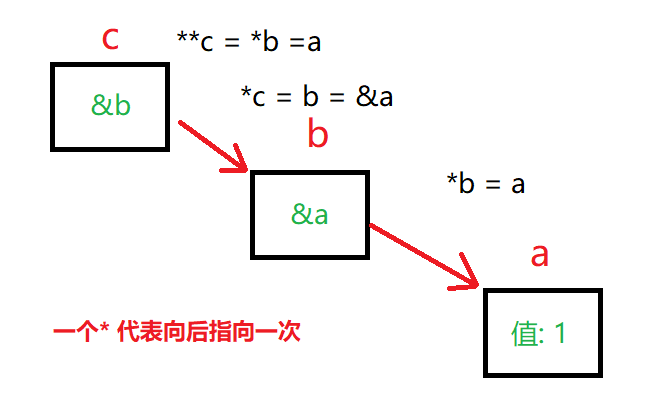 c
**c = *b =a
&b
*c = b = &a
b
&a
*b = a
a
值: 1
一个* 代表向后指向一次